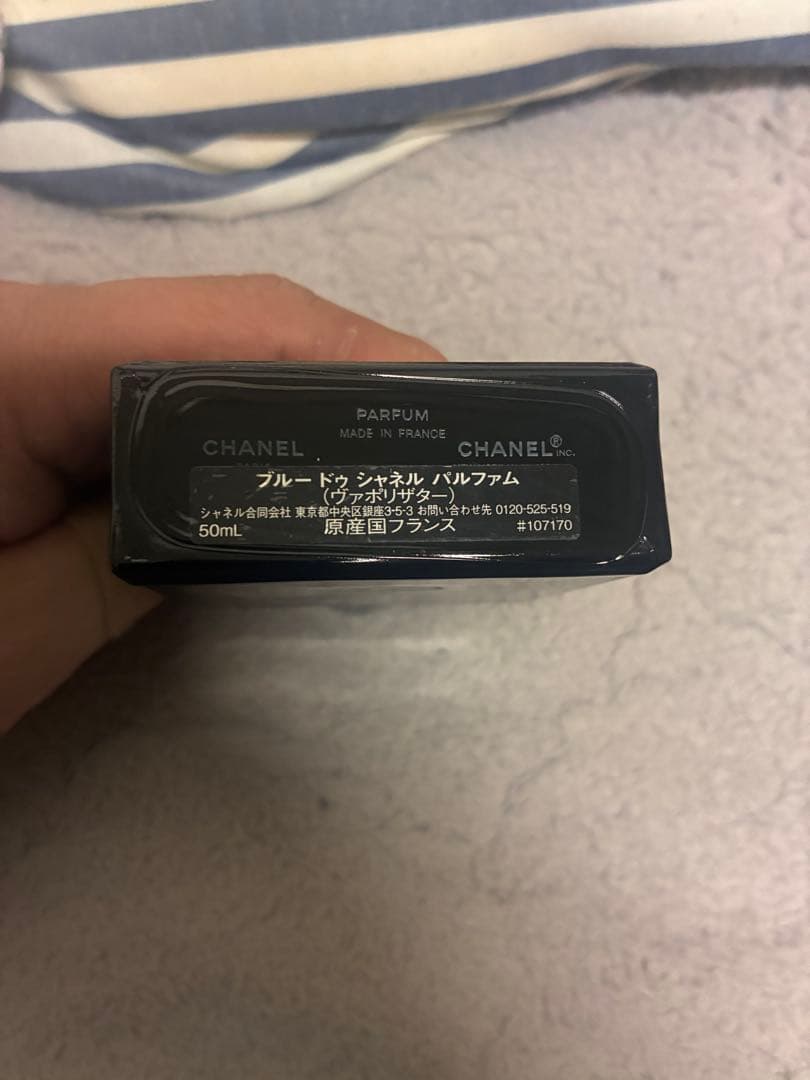 PARFUM
MADE IN FRANCE
CHANEL CHANEL® INC.
ブルー ドゥ シャネル パルファム
(ヴァポリザター)
シャネル合同会社 東京都中央区銀座3-5-3 お問い合わせ先 0120-525-519
50mL 原産国フランス #107170